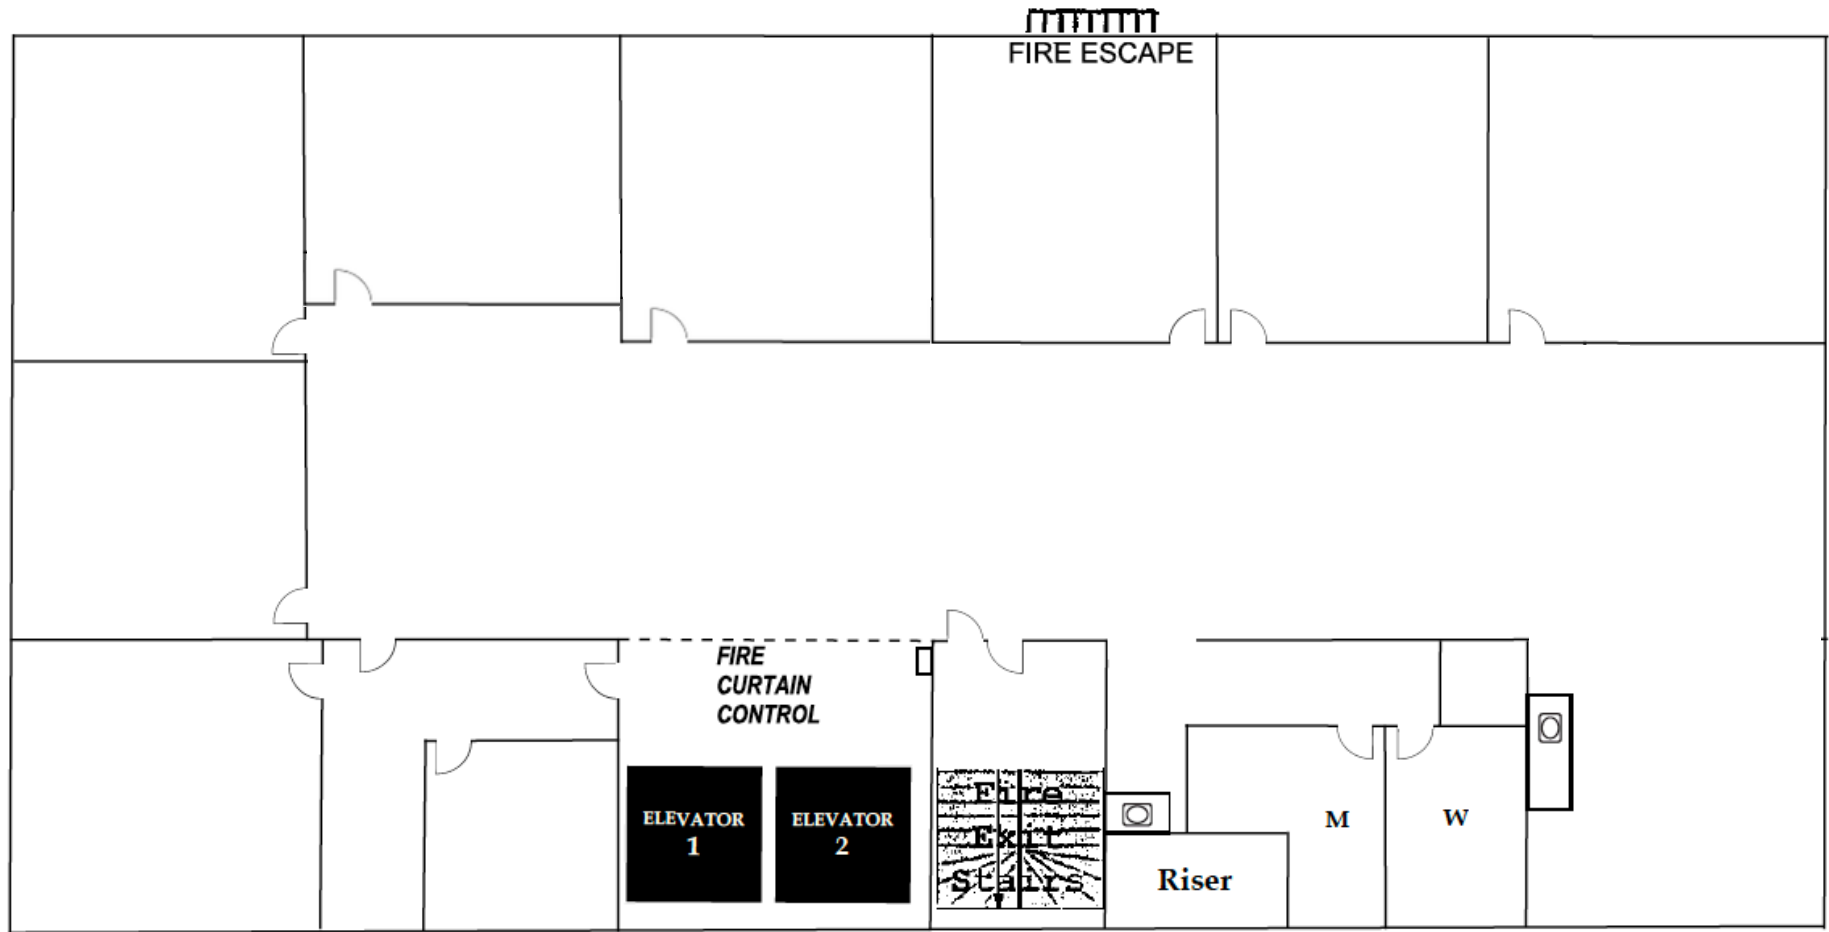 FIRE ESCAPE
FIRE
CURTAIN
CONTROL
ELEVATOR
1
ELEVATOR
2
Fire
Exit
Stairs
Riser
M
W